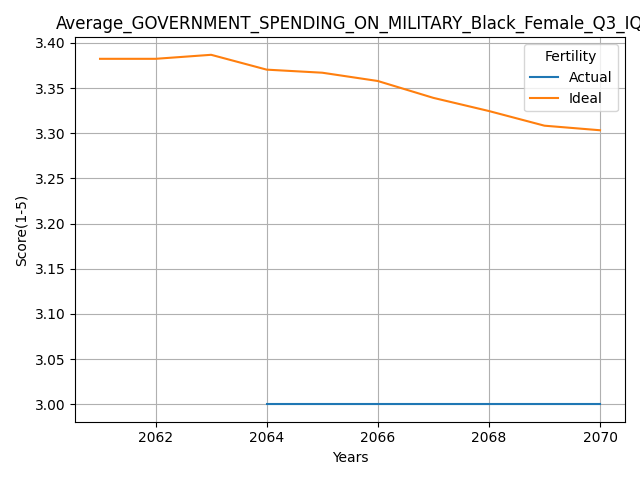 Average_GOVERNMENT_SPENDING_ON_MILITARY_Black_Female_Q3_IQ
Fertility
Actual
Ideal
Score(1-5)
3.40
3.35
3.30
3.25
3.20
3.15
3.10
3.05
3.00
2062 2064 2066 2068 2070
Years